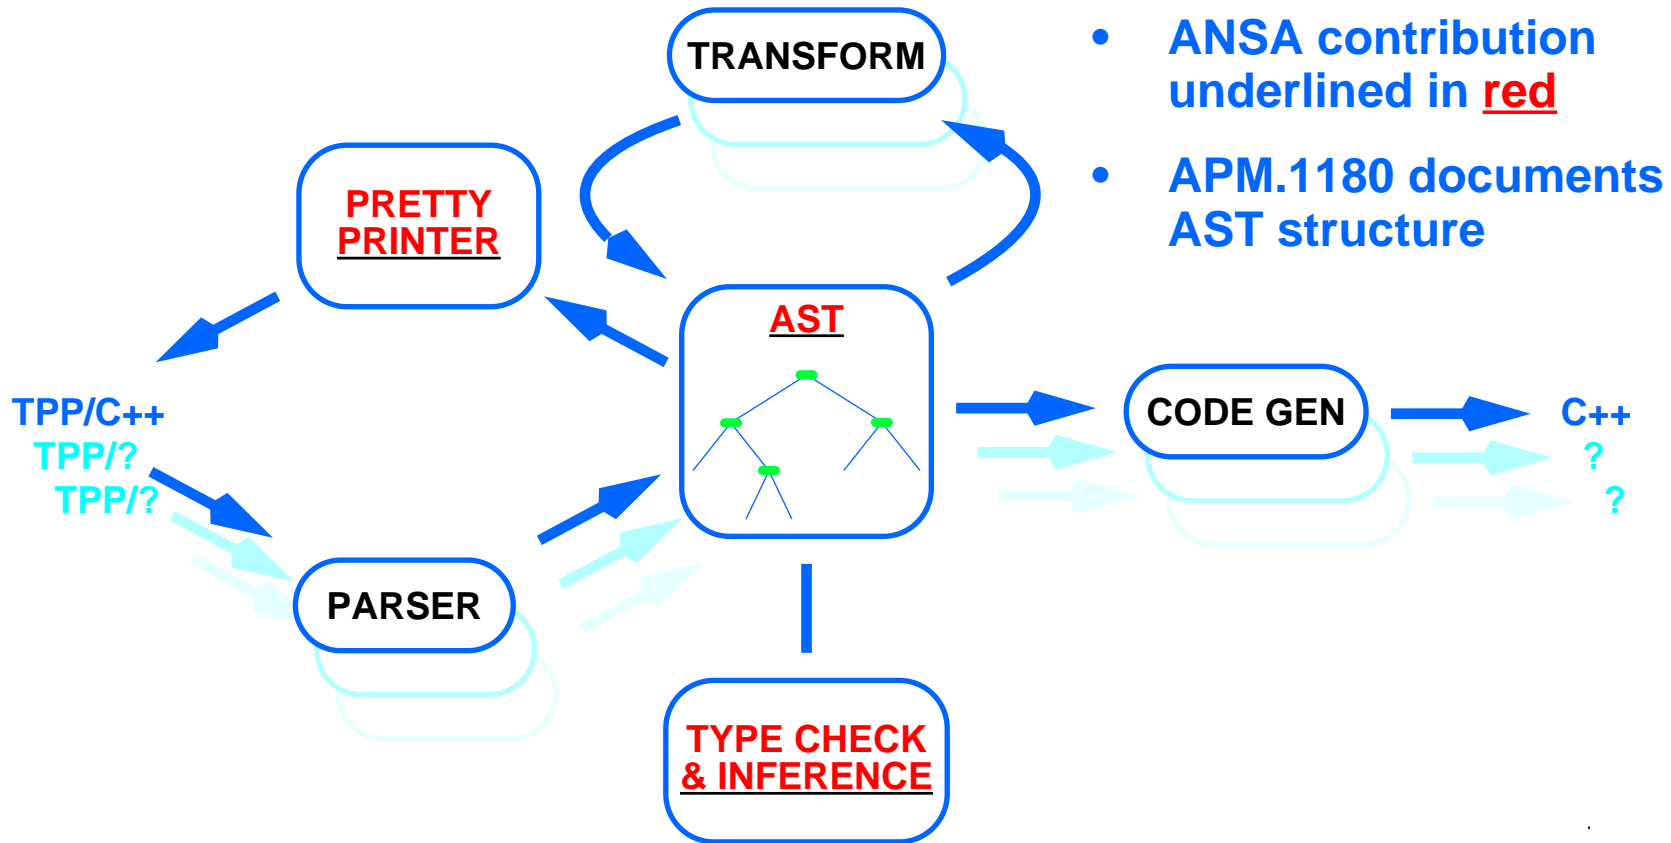 TRANSFORM
• ANSA contribution
underlined in red
• APM.1180 documents
AST structure
PRETTY
PRINTER
AST
TPP/C++
TPP/?
TPP/?
CODE GEN
C++
?
?
PARSER
TYPE CHECK
& INFERENCE